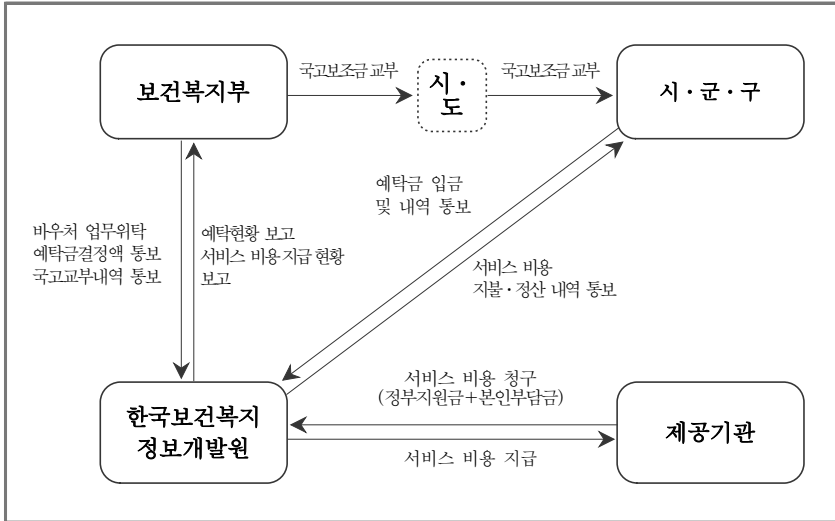 국고보조금 교부
국고보조금 교부
보건복지부
시·
도
시·군·구
예탁금 입금
및 내역 통보
바우처 업무위탁
예탁금결정액 통보
국고교부내역 통보
예탁현황 보고
서비스 비용지급 현황
보고
서비스 비용
지불·정산 내역 통보
서비스 비용 청구
(정부지원금+본인부담금)
한국보건복지
정보개발원
제공기관
서비스 비용 지급